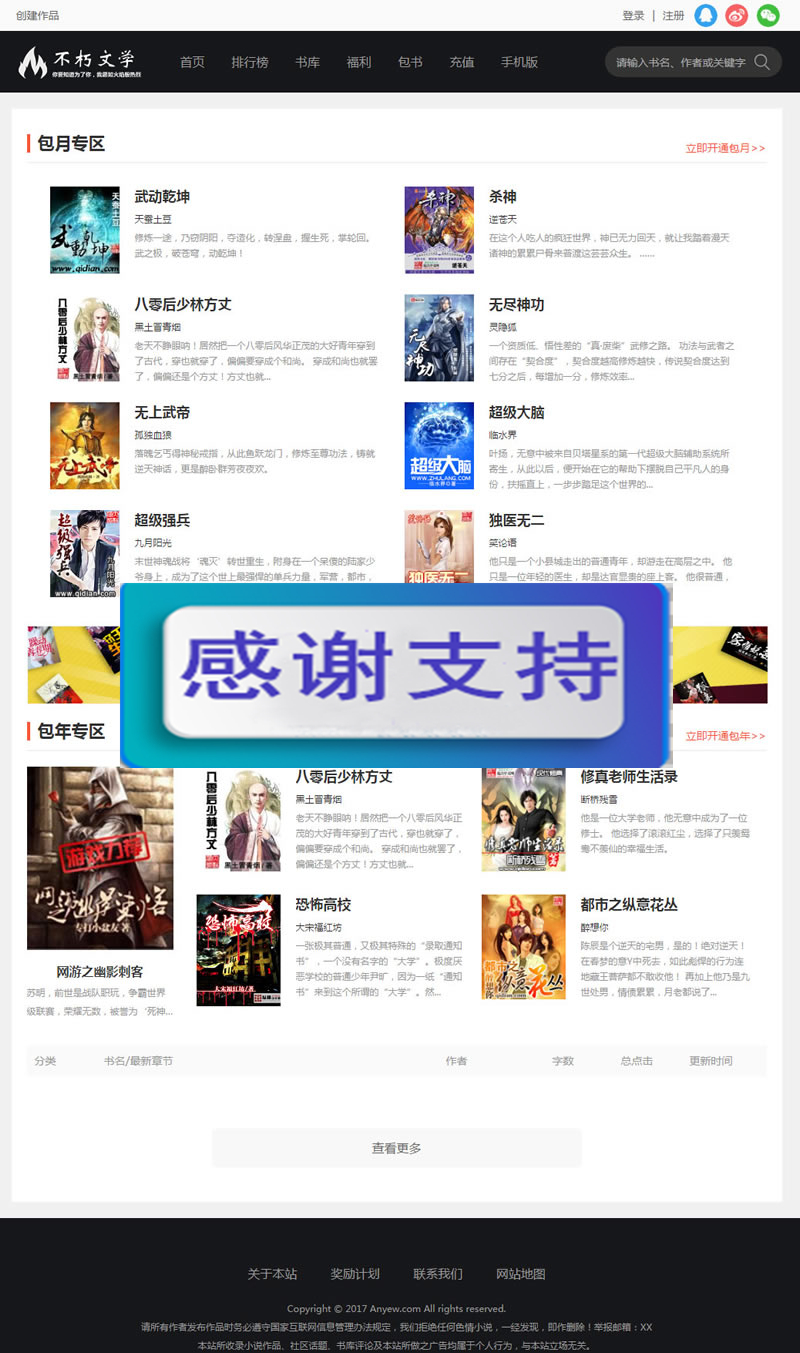 创建作品
登录 | 注册
不朽文学
你要知道为了你，我愿如火焰般热烈
首页 排行榜 书库 福利 包书 充值 手机版
请输入书名、作者或关键字
包月专区
立即开通包月>>
武动乾坤
天蚕土豆
修炼一途，乃窃阴阳，夺造化，转涅盘，握生死，掌轮回。
武之极，破苍穹，动乾坤！
杀神
逆苍天
在这个人吃人的疯狂世界，神已无力回天，就让我踏着漫天
诸神的累累尸骨来普渡这芸芸众生。 ......
八零后少林方丈
黑土冒青烟
老天不睁眼呐！居然把一个八零后风华正茂的大好青年穿到
了古代，穿也就穿了，偏偏要穿成个和尚。 穿成和尚也就罢
了，偏偏还是个方丈！方丈也就...
无尽神功
灵隐狐
一个资质低、悟性差的“真·废柴”武修之路。 功法与武者之
间存在“契合度”，契合度越高修炼越快，传说契合度达到
七分之后，每增加一分，修炼效率...
无上武帝
孤独血狼
落魄乞丐得神秘戒指，从此鱼跃龙门，修炼至尊功法，铸就
逆天神话，更是醉卧群芳夜夜欢。
超级大脑
临水界
叶扬，无意中被来自贝塔星系的第一代超级大脑辅助系统所
寄生，从此以后，便开始在它的帮助下摆脱自己平凡人的身
份，扶摇直上，一步步踏足这个世界的...
超级强兵
九月阳光
末世神魂战将‘魂灭’转世重生，附身在一个呆傻的陆家少
爷身上，成为了这个世上最强悍的单兵力量，军营，都市，
独医无二
笑论语
他只是一个小县城走出的普通青年，却游走在高层之中。 他
只是一位年轻的医生，却是达官显贵的座上客。 他很普通，
感谢支持
包年专区
立即开通包年>>
网游之幽影刺客
苏明，前世是战队职玩，争霸世界
级联赛，荣耀无数，被誉为‘死神...
八零后少林方丈
黑土冒青烟
老天不睁眼呐！居然把一个八零后风华正
茂的大好青年穿到了古代，穿也就穿了，
偏偏要穿成个和尚。 穿成和尚也就罢了，
偏偏还是个方丈！方丈也就...
修真老师生活录
断桥残雪
他是一位大学老师，他无意中成为了一位
修士。 他选择了滚滚红尘，选择了只羡鸳
鸯不羡仙的幸福生活。
恐怖高校
大宋福红坊
一张极其普通，又极其特殊的“录取通知
书”，一个没有名字的“大学”。极度厌
恶学校的普通少年尹旷，因为一纸“通知
书”来到这个所谓的“大学”。然...
都市之纵意花丛
醉想你
陈辰是个逆天的宅男，是的！绝对逆天！
在春梦的意Y中死去，如此彪悍的行为连
地藏王菩萨都不敢收他！ 再加上他乃是九
世处男，情债累累，月老都说了...
分类 书名/最新章节 作者 字数 总点击 更新时间
查看更多
关于本站 奖励计划 联系我们 网站地图
Copyright © 2017 Anyew.com All rights reserved.
请所有作者发布作品时务必遵守国家互联网信息管理办法规定，我们拒绝任何色情小说，一经发现，即作删除！举报邮箱：XX
本站所收录小说作品、社区话题、书库评论及本站所做之广告均属于个人行为，与本站立场无关。